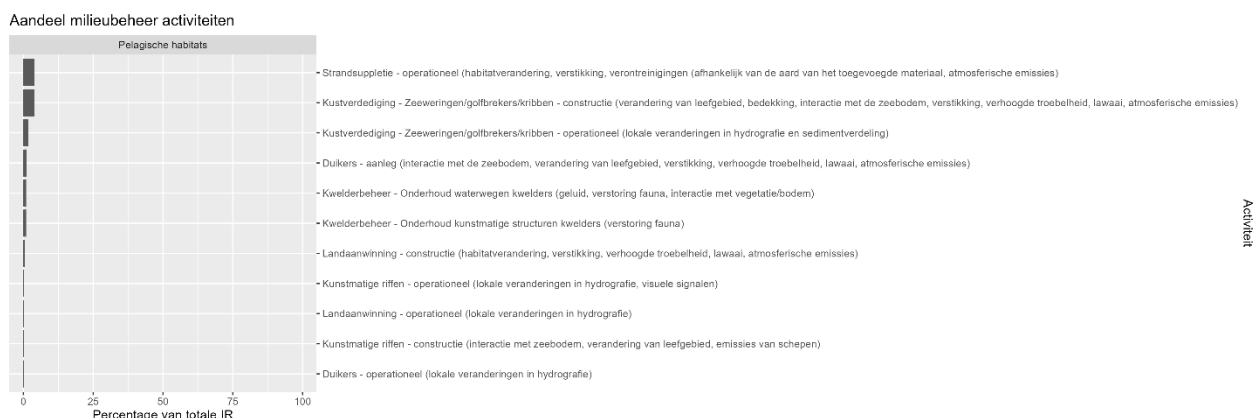 Aandeel milieubeheer activiteiten
Pelagische habitats
Strandsuppletie - operationeel (habitatverandering, verstikking, verontreinigingen (afhankelijk van de aard van het toegevoegde materiaal, atmosferische emissies)
Kustverdediging - Zeeweringen/golfbrekers/kribben - constructie (verandering van leefgebied, bedekking, interactie met de zeebodem, verstikking, verhoogde troebelheid, lawaai, atmosferische emissies)
Kustverdediging - Zeeweringen/golfbrekers/kribben - operationeel (lokale veranderingen in hydrografie en sedimentverdeling)
Duikers - aanleg (interactie met de zeebodem, verandering van leefgebied, verstikking, verhoogde troebelheid, lawaai, atmosferische emissies)
Kwelderbeheer - Onderhoud waterwegen kwelders (geluid, verstoring fauna, interactie met vegetatie/bodem)
Kwelderbeheer - Onderhoud kunstmatige structuren kwelders (verstoring fauna)
Activiteit
Landaanwinning - constructie (habitatverandering, verstikking, verhoogde troebelheid, lawaai, atmosferische emissies)
Kunstmatige riffen - operationeel (lokale veranderingen in hydrografie, visuele signalen)
Landaanwinning - operationeel (lokale veranderingen in hydrografie)
Kunstmatige riffen - constructie (interactie met zeebodem, verandering van leefgebied, emissies van schepen)
Duikers - operationeel (lokale veranderingen in hydrografie)
0 25 50 75 100
Percentage van totale IR